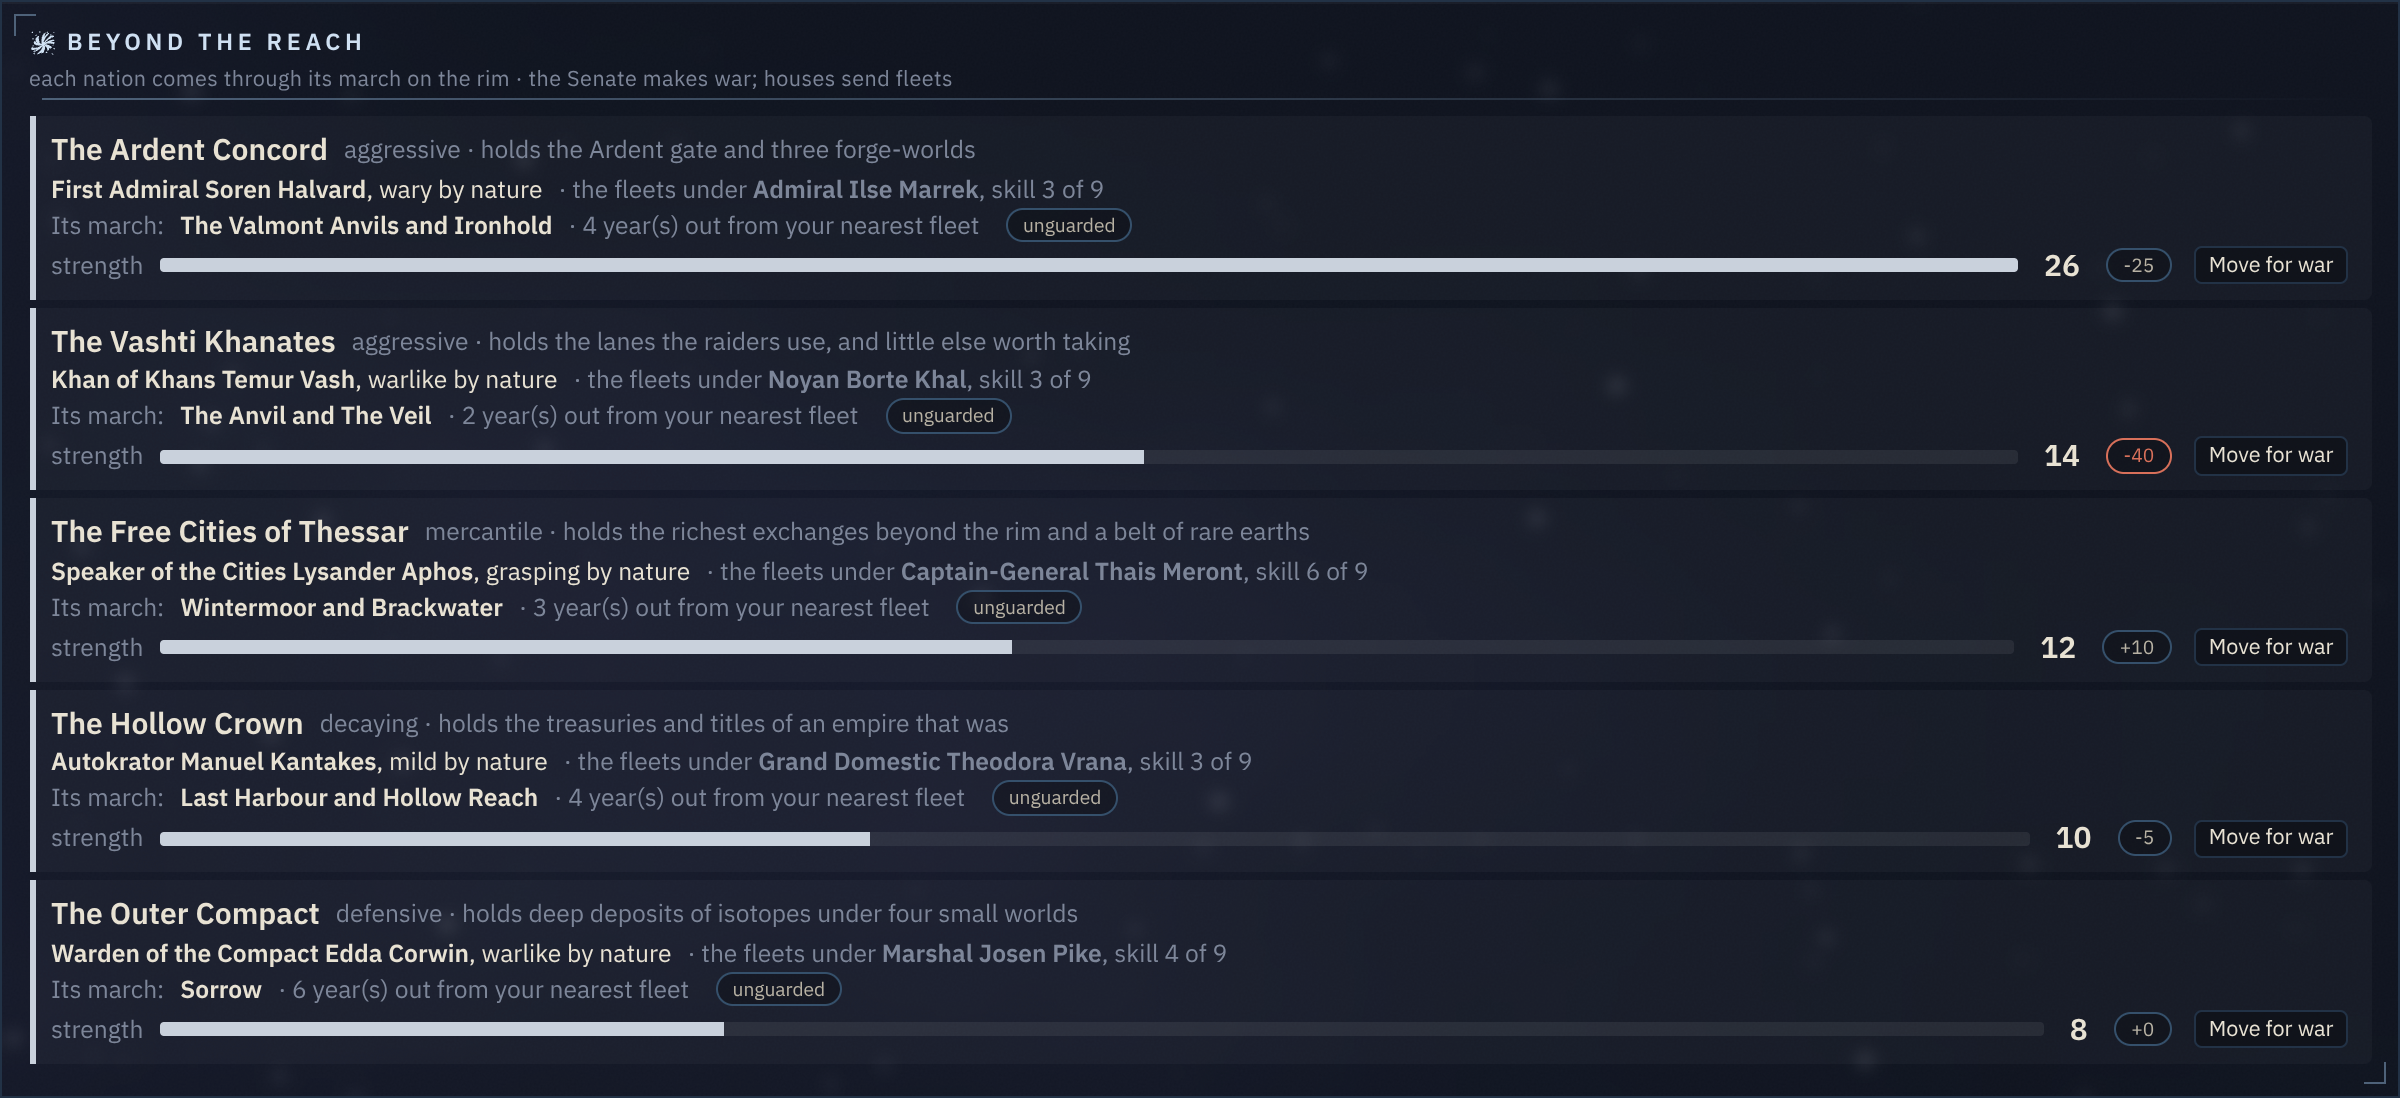 BEYOND THE REACH
each nation comes through its march on the rim · the Senate makes war; houses send fleets
The Ardent Concord aggressive · holds the Ardent gate and three forge-worlds
First Admiral Soren Halvard, wary by nature · the fleets under Admiral Ilse Marrek, skill 3 of 9
Its march: The Valmont Anvils and Ironhold · 4 year(s) out from your nearest fleet unguarded
strength 26 -25 Move for war
The Vashti Khanates aggressive · holds the lanes the raiders use, and little else worth taking
Khan of Khans Temur Vash, warlike by nature · the fleets under Noyan Borte Khal, skill 3 of 9
Its march: The Anvil and The Veil · 2 year(s) out from your nearest fleet unguarded
strength 14 -40 Move for war
The Free Cities of Thessar mercantile · holds the richest exchanges beyond the rim and a belt of rare earths
Speaker of the Cities Lysander Aphos, grasping by nature · the fleets under Captain-General Thais Meront, skill 6 of 9
Its march: Wintermoor and Brackwater · 3 year(s) out from your nearest fleet unguarded
strength 12 +10 Move for war
The Hollow Crown decaying · holds the treasuries and titles of an empire that was
Autokrator Manuel Kantakes, mild by nature · the fleets under Grand Domestic Theodora Vrana, skill 3 of 9
Its march: Last Harbour and Hollow Reach · 4 year(s) out from your nearest fleet unguarded
strength 10 -5 Move for war
The Outer Compact defensive · holds deep deposits of isotopes under four small worlds
Warden of the Compact Edda Corwin, warlike by nature · the fleets under Marshal Josen Pike, skill 4 of 9
Its march: Sorrow · 6 year(s) out from your nearest fleet unguarded
strength 8 +0 Move for war